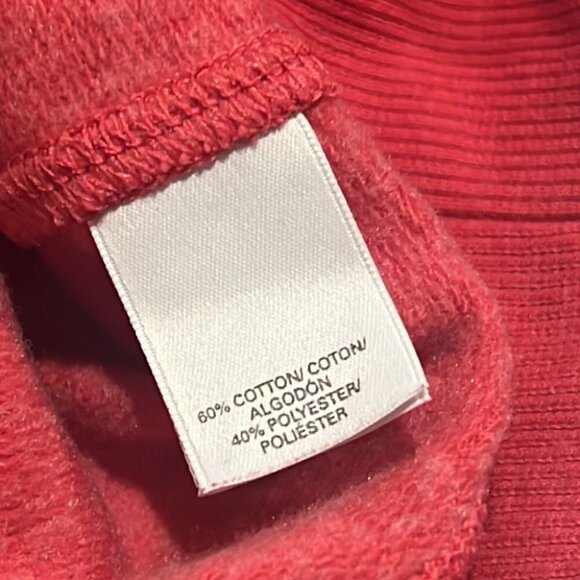 60% COTTON/ COTON/
ALGODÓN
40% POLYESTER/
POLIÉSTER